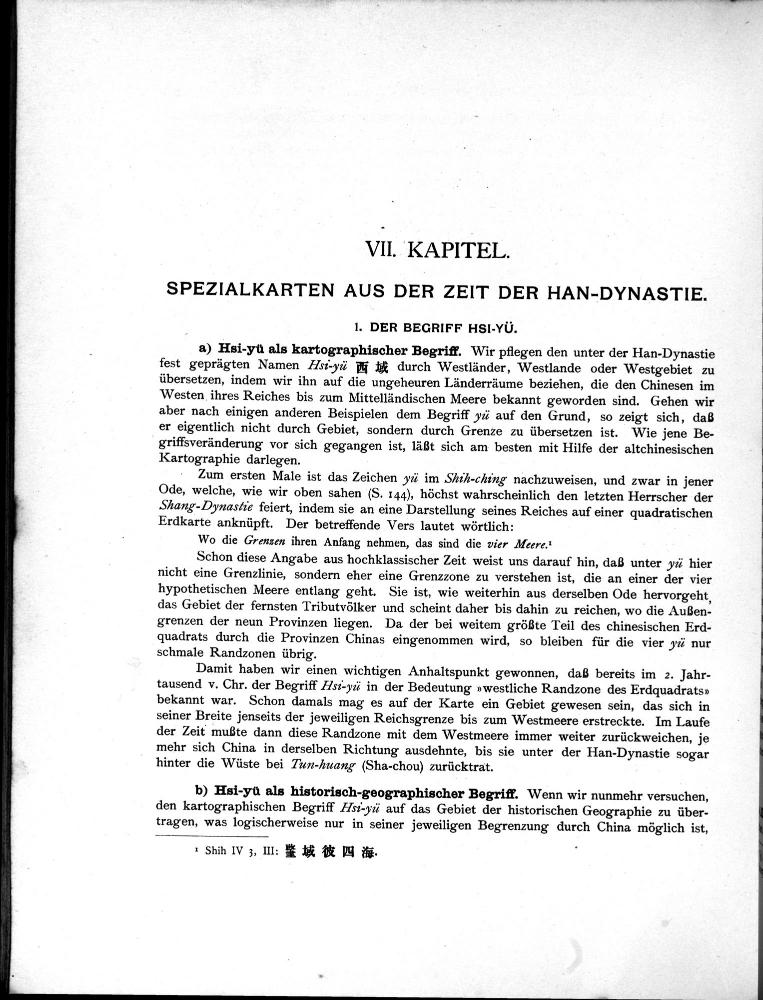 VII. KAPITEL.
SPEZIALKARTEN AUS DER ZEIT DER HAN-DYNASTIE.
1. DER BEGRIFF HSI-YÜ.
a) Hsi-yü als kartographischer Begriff. Wir pflegen den unter der Han-Dynastie
fest geprägten Namen Hsi-yü 西域 durch Westländer, Westlande oder Westgebiet zu
übersetzen, indem wir ihn auf die ungeheuren Länderräume beziehen, die den Chinesen im
Westen ihres Reiches bis zum Mittelländischen Meere bekannt geworden sind. Gehen wir
aber nach einigen anderen Beispielen dem Begriff yü auf den Grund, so zeigt sich, daß
er eigentlich nicht durch Gebiet, sondern durch Grenze zu übersetzen ist. Wie jene Be-
griffsveränderung vor sich gegangen ist, läßt sich am besten mit Hilfe der altchinesischen
Kartographie darlegen.
Zum ersten Male ist das Zeichen yü im Shih-ching nachzuweisen, und zwar in jener
Ode, welche, wie wir oben sahen (S. 144), höchst wahrscheinlich den letzten Herrscher der
Shang-Dynastie feiert, indem sie an eine Darstellung seines Reiches auf einer quadratischen
Erdkarte anknüpft. Der betreffende Vers lautet wörtlich:
Wo die Grenzen ihren Anfang nehmen, das sind die vier Meere.¹
Schon diese Angabe aus hochklassischer Zeit weist uns darauf hin, daß unter yü hier
nicht eine Grenzlinie, sondern eher eine Grenzzone zu verstehen ist, die an einer der vier
hypothetischen Meere entlang geht. Sie ist, wie weiterhin aus derselben Ode hervorgeht,
das Gebiet der fernsten Tributvölker und scheint daher bis dahin zu reichen, wo die Außen-
grenzen der neun Provinzen liegen. Da der bei weitem größte Teil des chinesischen Erd-
quadrats durch die Provinzen Chinas eingenommen wird, so bleiben für die vier yü nur
schmale Randzonen übrig.
Damit haben wir einen wichtigen Anhaltspunkt gewonnen, daß bereits im 2. Jahr-
tausend v. Chr. der Begriff Hsi-yü in der Bedeutung »westliche Randzone des Erdquadrats»
bekannt war. Schon damals mag es auf der Karte ein Gebiet gewesen sein, das sich in
seiner Breite jenseits der jeweiligen Reichsgrenze bis zum Westmeere erstreckte. Im Laufe
der Zeit mußte dann diese Randzone mit dem Westmeere immer weiter zurückweichen, je
mehr sich China in derselben Richtung ausdehnte, bis sie unter der Han-Dynastie sogar
hinter die Wüste bei Tun-huang (Sha-chou) zurücktrat.
b) Hsi-yü als historisch-geographischer Begriff. Wenn wir nunmehr versuchen,
den kartographischen Begriff Hsi-yü auf das Gebiet der historischen Geographie zu über-
tragen, was logischerweise nur in seiner jeweiligen Begrenzung durch China möglich ist,
¹ Shih IV 3, III: 域彼四海.